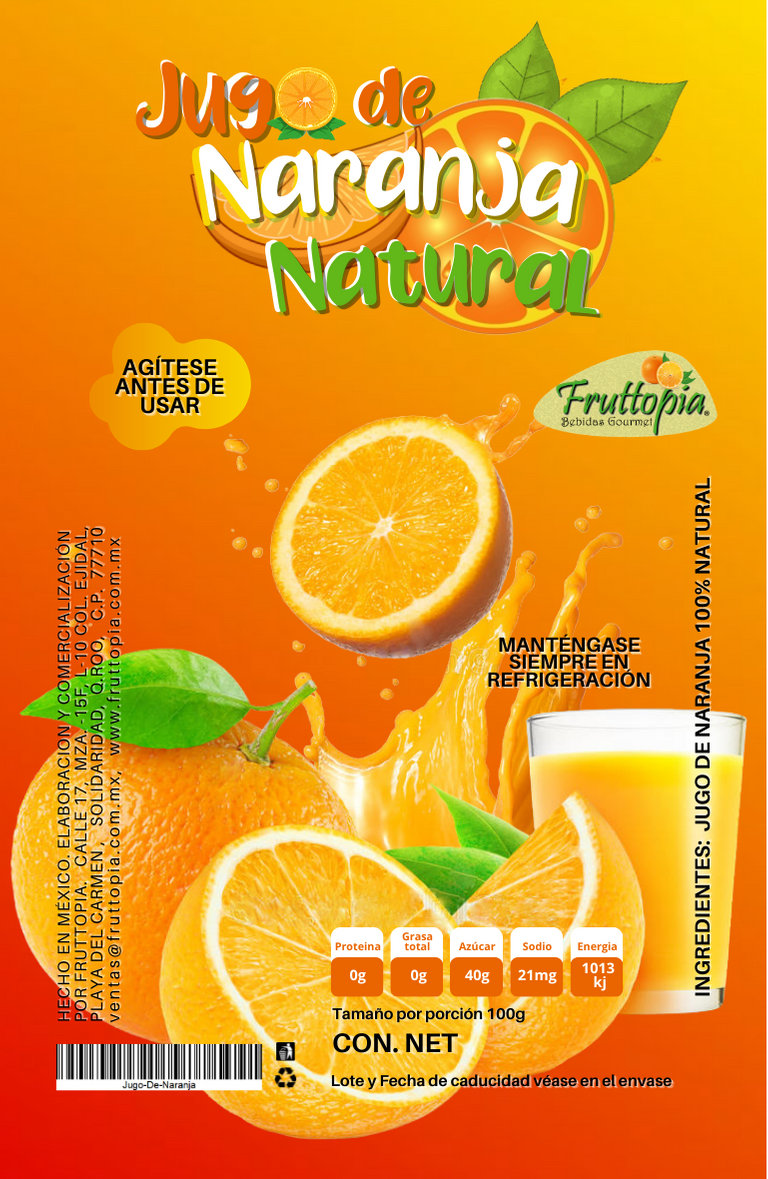 Jugo de
Naranja
Natural
AGÍTESE
ANTES DE
USAR
Fruttopia®
Bebidas Gourmet
MANTÉNGASE
SIEMPRE EN
REFRIGERACIÓN
HECHO EN MÉXICO. ELABORACION Y COMERCIALIZACIÓN
POR FRUTTOPIA. CALLE 17, MZA.-15F, L-10 COL. EJIDAL,
PLAYA DEL CARMEN, SOLIDARIDAD, Q.ROO, C.P. 77710
ventas@fruttopia.com.mx, www.fruttopia.com.mx
INGREDIENTES: JUGO DE NARANJA 100% NATURAL
Proteina
0g
Grasa
total
0g
Azúcar
40g
Sodio
21mg
Energia
1013
kj
Tamaño por porción 100g
CON. NET
Lote y Fecha de caducidad véase en el envase
Jugo-De-Naranja